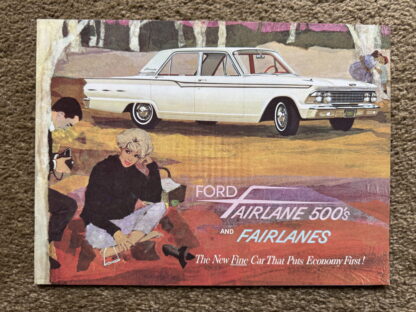 FORD
FAIRLANE 500's
AND
FAIRLANES
The New Fine Car That Puts Economy First!